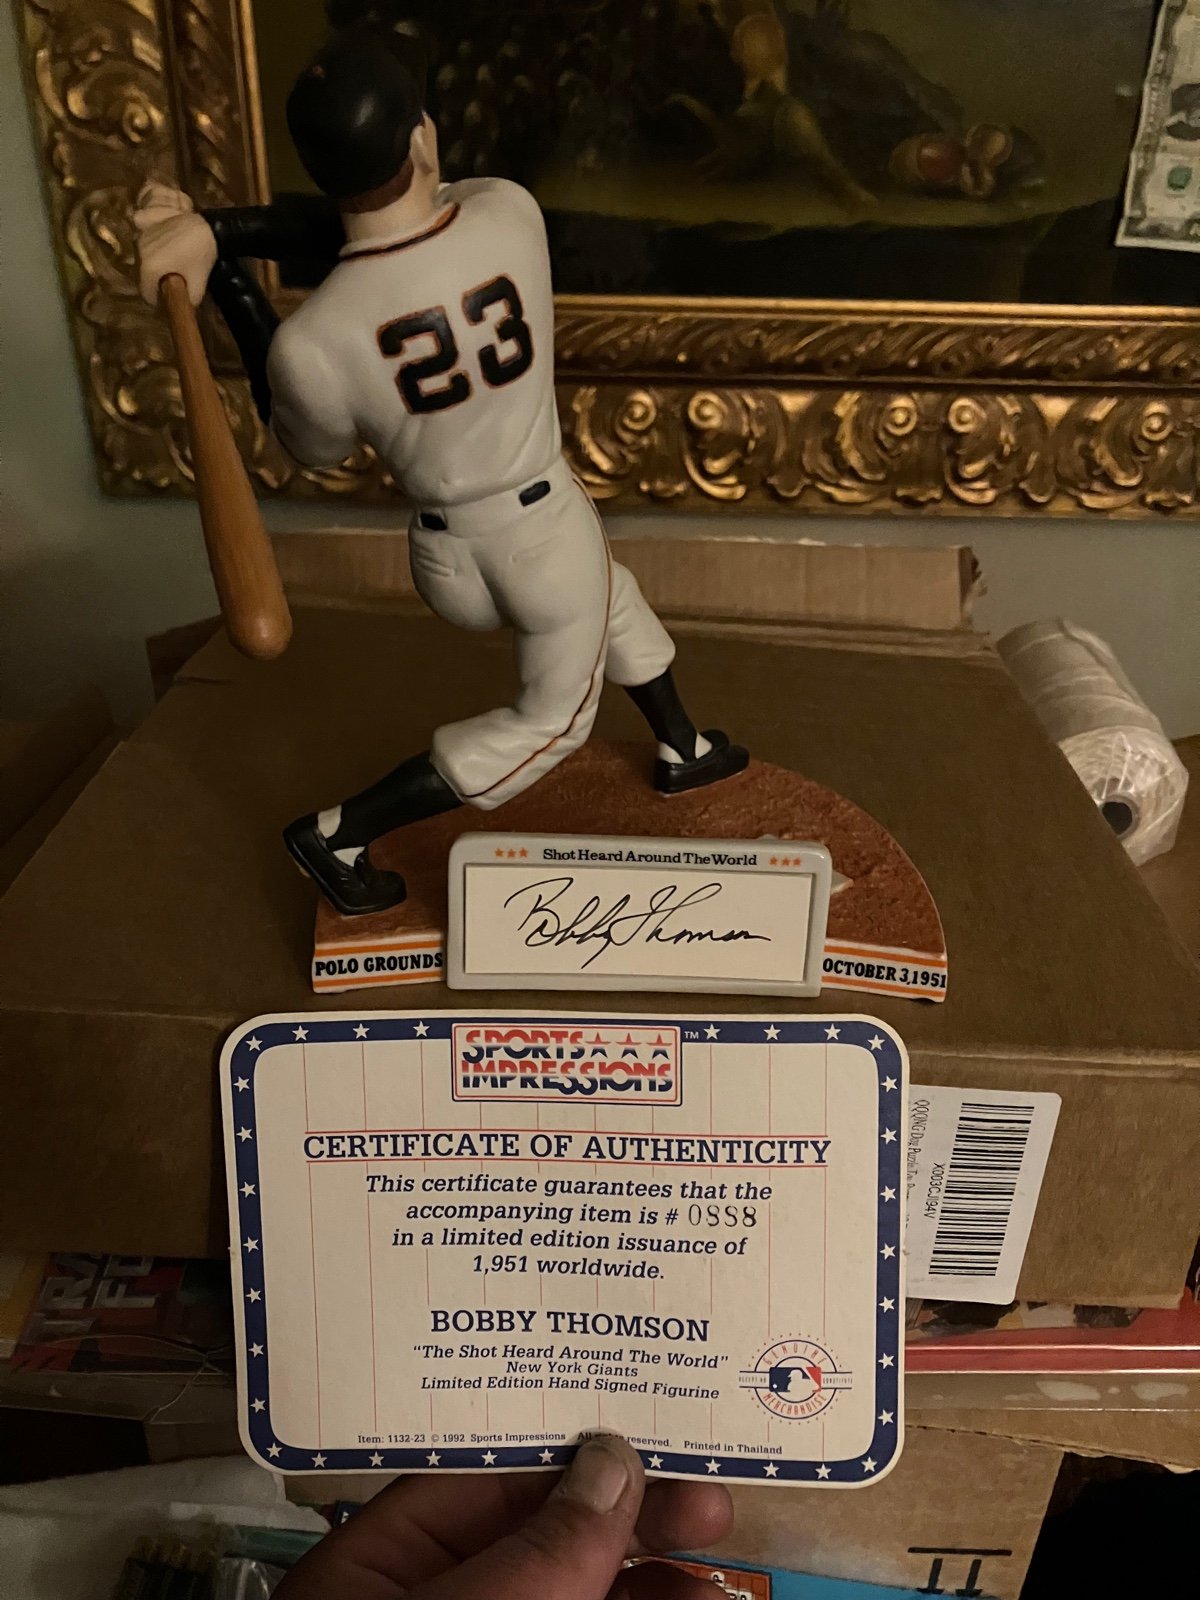 23
★★★ Shot Heard Around The World ★★★
Bobby Thomson
POLO GROUNDS
OCTOBER 3, 1951
SPORTS ★★★ ™
IMPRESSIONS
CERTIFICATE OF AUTHENTICITY
This certificate guarantees that the
accompanying item is # 0888
in a limited edition issuance of
1,951 worldwide.
BOBBY THOMSON
“The Shot Heard Around The World”
New York Giants
Limited Edition Hand Signed Figurine
GENUINE
MERCHANDISE
Item: 1132-23 © 1992 Sports Impressions All reserved. Printed in Thailand
X003CJI94V